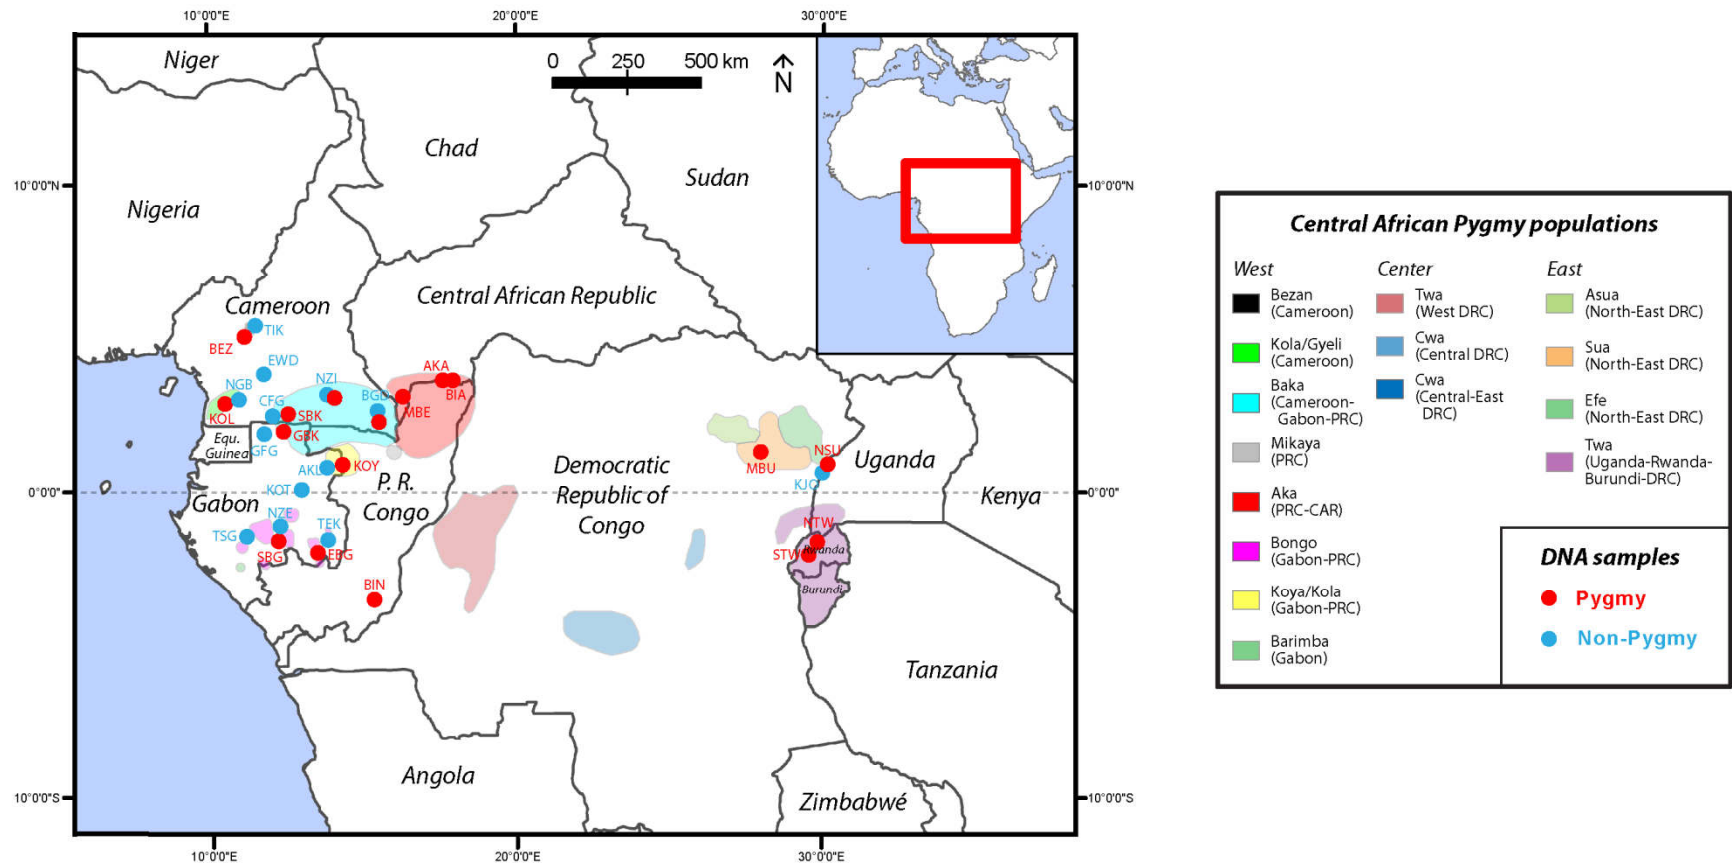 10°0'0"E
20°0'0"E
30°0'0"E
Niger
0 250 500 km
N
Chad
Sudan
Nigeria
10°0'0"N
10°0'0"N
Cameroon
Central African Republic
TIK
BEZ
EWD
AKA
NGB
NZI
BIA
CFG
BGD
MBE
KOL
SBK
GBK
Equ.
Guinea
GFG
NSU
MBU
Uganda
KOY
AKL
KJG
Democratic
Republic of
Congo
KOT
P. R.
Congo
Kenya
0°0'0"
0°0'0"
Gabon
NZE
TEK
NTW
TSG
SBG
EBG
STW
Rwanda
BIN
Burundi
Tanzania
Angola
Zimbabwé
10°0'0"S
10°0'0"S
10°0'0"E
20°0'0"E
30°0'0"E
Central African Pygmy populations
West
Bezan
(Cameroon)
Kola/Gyeli
(Cameroon)
Baka
(Cameroon-
Gabon-PRC)
Mikaya
(PRC)
Aka
(PRC-CAR)
Bongo
(Gabon-PRC)
Koya/Kola
(Gabon-PRC)
Barimba
(Gabon)
Center
Twa
(West DRC)
Cwa
(Central DRC)
Cwa
(Central-East
DRC)
East
Asua
(North-East DRC)
Sua
(North-East DRC)
Efe
(North-East DRC)
Twa
(Uganda-Rwanda-
Burundi-DRC)
DNA samples
Pygmy
Non-Pygmy